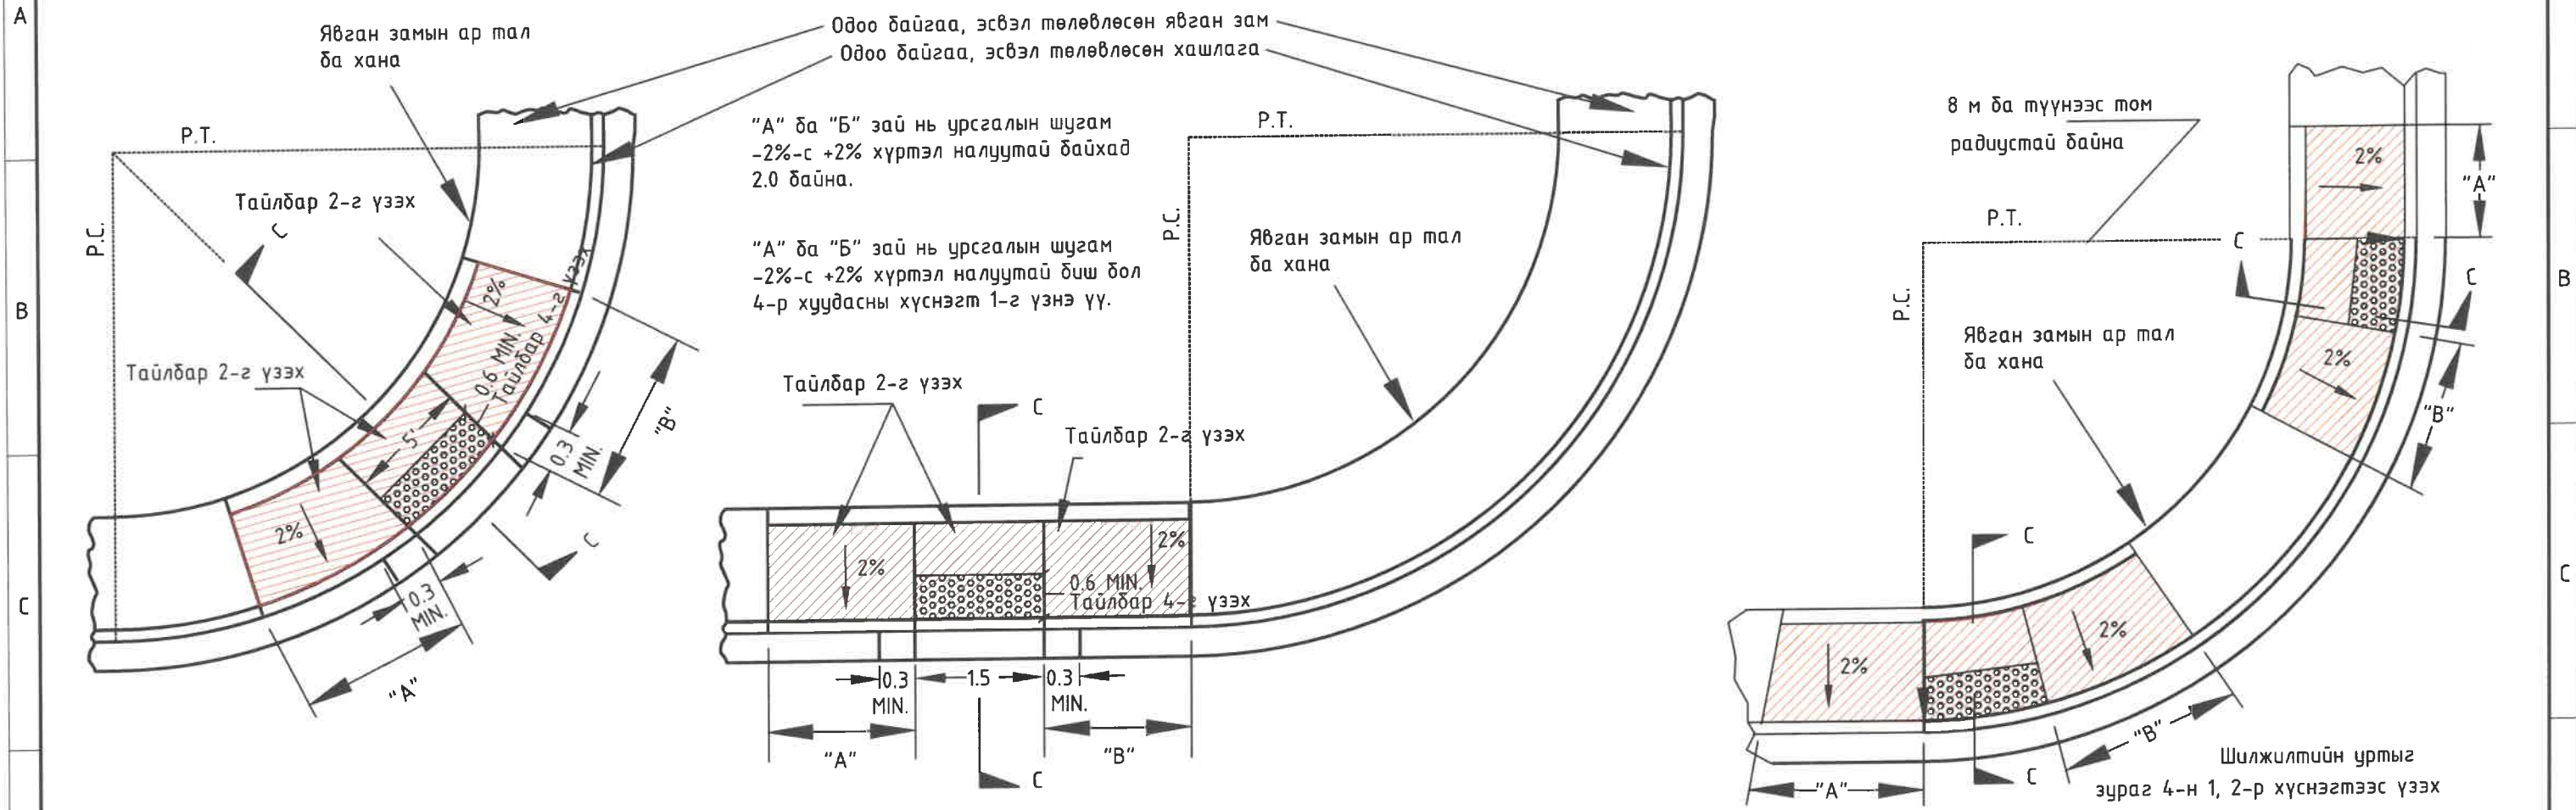 A
B
C
Явган замын ар тал
ба хана
P.T.
P.C.
Тайлбар 2-г үзэх
C
Тайлбар 2-г үзэх
2%
0.6 MIN.
Тайлбар 4-г үзэх
5'
2%
0.3
MIN.
"B"
C
0.3
MIN.
"A"
Одоо байгаа, эсвэл төлөвлөсөн явган зам
Одоо байгаа, эсвэл төлөвлөсөн хашлага
"А" ба "Б" зай нь урсгалын шугам
-2%-с +2% хүртэл налуутай байхад
2.0 байна.
"А" ба "Б" зай нь урсгалын шугам
-2%-с +2% хүртэл налуутай биш бол
4-р хуудасны хүснэгт 1-г үзнэ үү.
P.T.
P.C.
Явган замын ар тал
ба хана
Тайлбар 2-г үзэх
C
Тайлбар 2-г үзэх
2%
2%
0.6 MIN.
Тайлбар 4-г үзэх
0.3
MIN.
1.5
0.3
MIN.
"A"
"B"
C
8 м ба түүнээс том
радиустай байна
P.T.
P.C.
Явган замын ар тал
ба хана
2%
"A"
C
C
2%
"B"
C
2%
2%
"B"
C
"A"
Шилжилтийн уртыг
зураг 4-н 1, 2-р хүснэгтээс үзэх
B
C